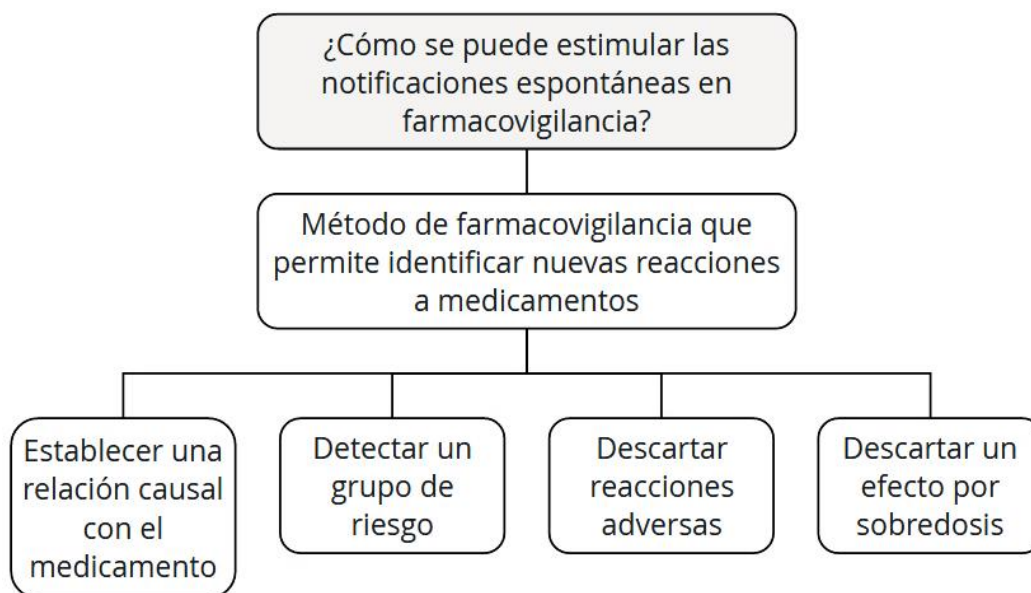 ¿Cómo se puede estimular las
notificaciones espontáneas en
farmacovigilancia?
Método de farmacovigilancia que
permite identificar nuevas reacciones
a medicamentos
Establecer una
relación causal
con el
medicamento
Detectar un
grupo de
riesgo
Descartar
reacciones
adversas
Descartar un
efecto por
sobredosis